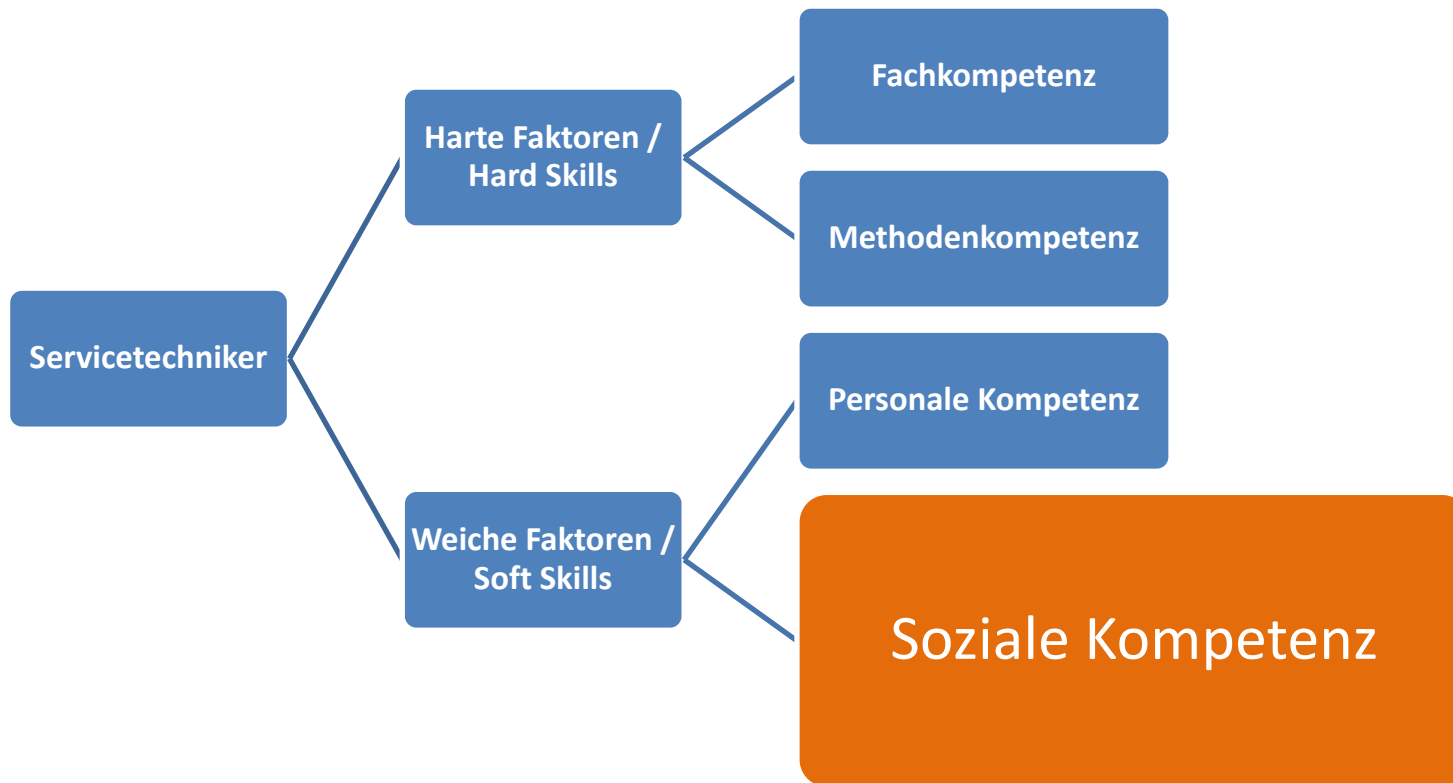 Servicetechniker
Harte Faktoren /
Hard Skills
Fachkompetenz
Methodenkompetenz
Weiche Faktoren /
Soft Skills
Personale Kompetenz
Soziale Kompetenz